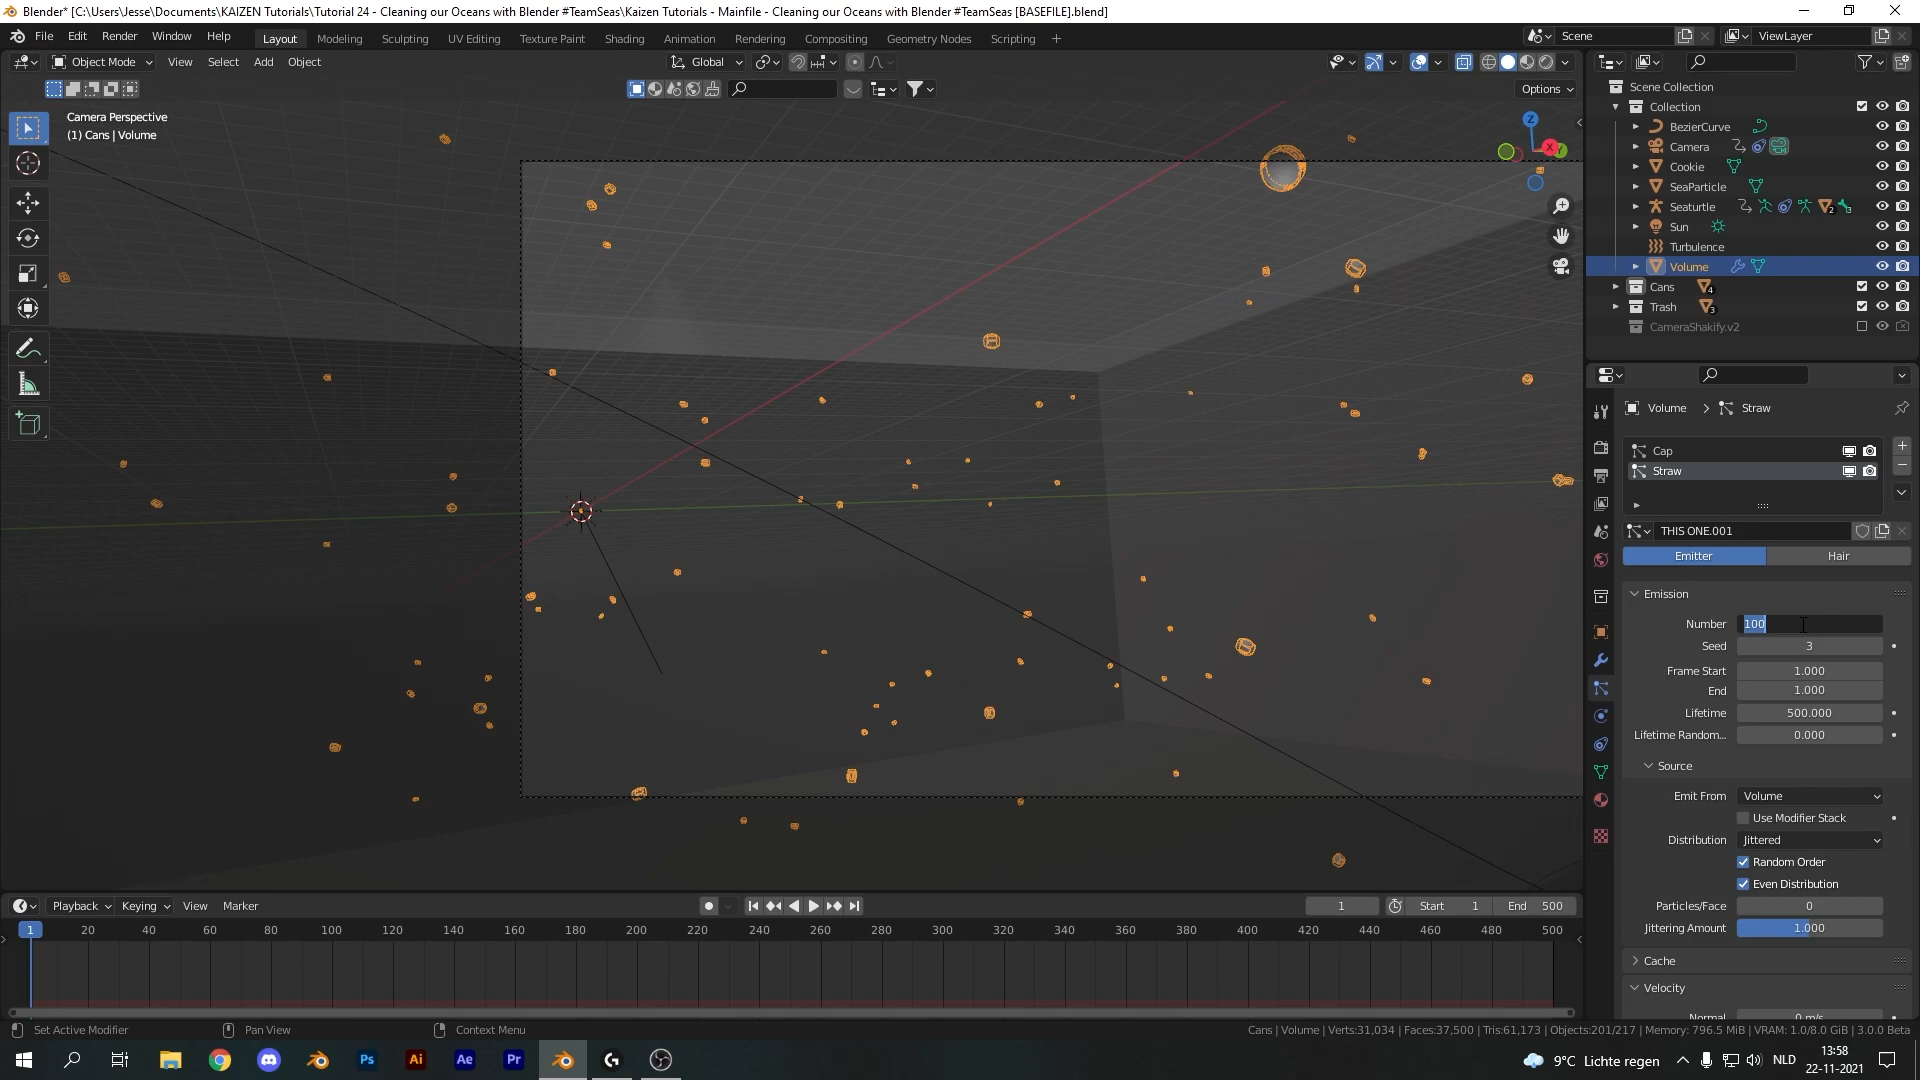 Blender* [C:\Users\Jesse\Documents\KAIZEN Tutorials\Tutorial 24 - Cleaning our Oceans with Blender #TeamSeas\Kaizen Tutorials - Mainfile - Cleaning our Oceans with Blender #TeamSeas [BASEFILE].blend]
File Edit Render Window Help Layout Modeling Sculpting UV Editing Texture Paint Shading Animation Rendering Compositing Geometry Nodes Scripting + Scene ViewLayer
Object Mode View Select Add Object Global
Options
Camera Perspective
(1) Cans | Volume
Z
X
Y
Scene Collection
Collection
BezierCurve
Camera
Cookie
SeaParticle
Seaturtle 2
Sun
Turbulence
Volume
Cans 4
Trash 3
CameraShakify.v2
Volume > Straw
Cap
Straw
THIS ONE.001
Emitter Hair
Emission
Number 100
Seed 3
Frame Start 1.000
End 1.000
Lifetime 500.000
Lifetime Random... 0.000
Source
Emit From Volume
Use Modifier Stack
Distribution Jittered
Random Order
Even Distribution
Particles/Face 0
Jittering Amount 1.000
Cache
Velocity
Normal 0 m/s
Playback Keying View Marker 1 Start 1 End 500
1 20 40 60 80 100 120 140 160 180 200 220 240 260 280 300 320 340 360 380 400 420 440 460 480 500
Set Active Modifier Pan View Context Menu Cans | Volume | Verts:31,034 | Faces:37,500 | Tris:61,173 | Objects:201/217 | Memory: 796.5 MiB | VRAM: 1.0/8.0 GiB | 3.0.0 Beta
Ps Ai Ae Pr 9°C Lichte regen NLD 13:58
22-11-2021